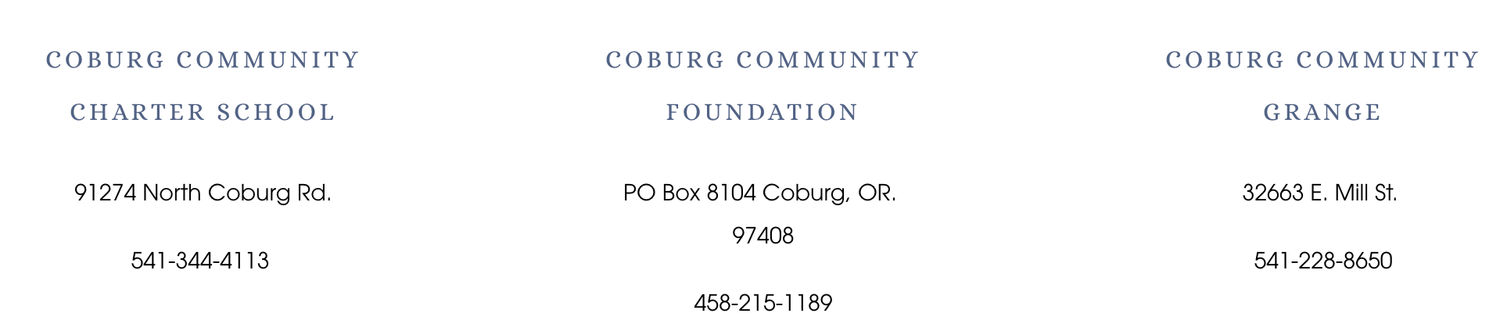 COBURG COMMUNITY
CHARTER SCHOOL
91274 North Coburg Rd.
541-344-4113
COBURG COMMUNITY
FOUNDATION
PO Box 8104 Coburg, OR.
97408
458-215-1189
COBURG COMMUNITY
GRANGE
32663 E. Mill St.
541-228-8650